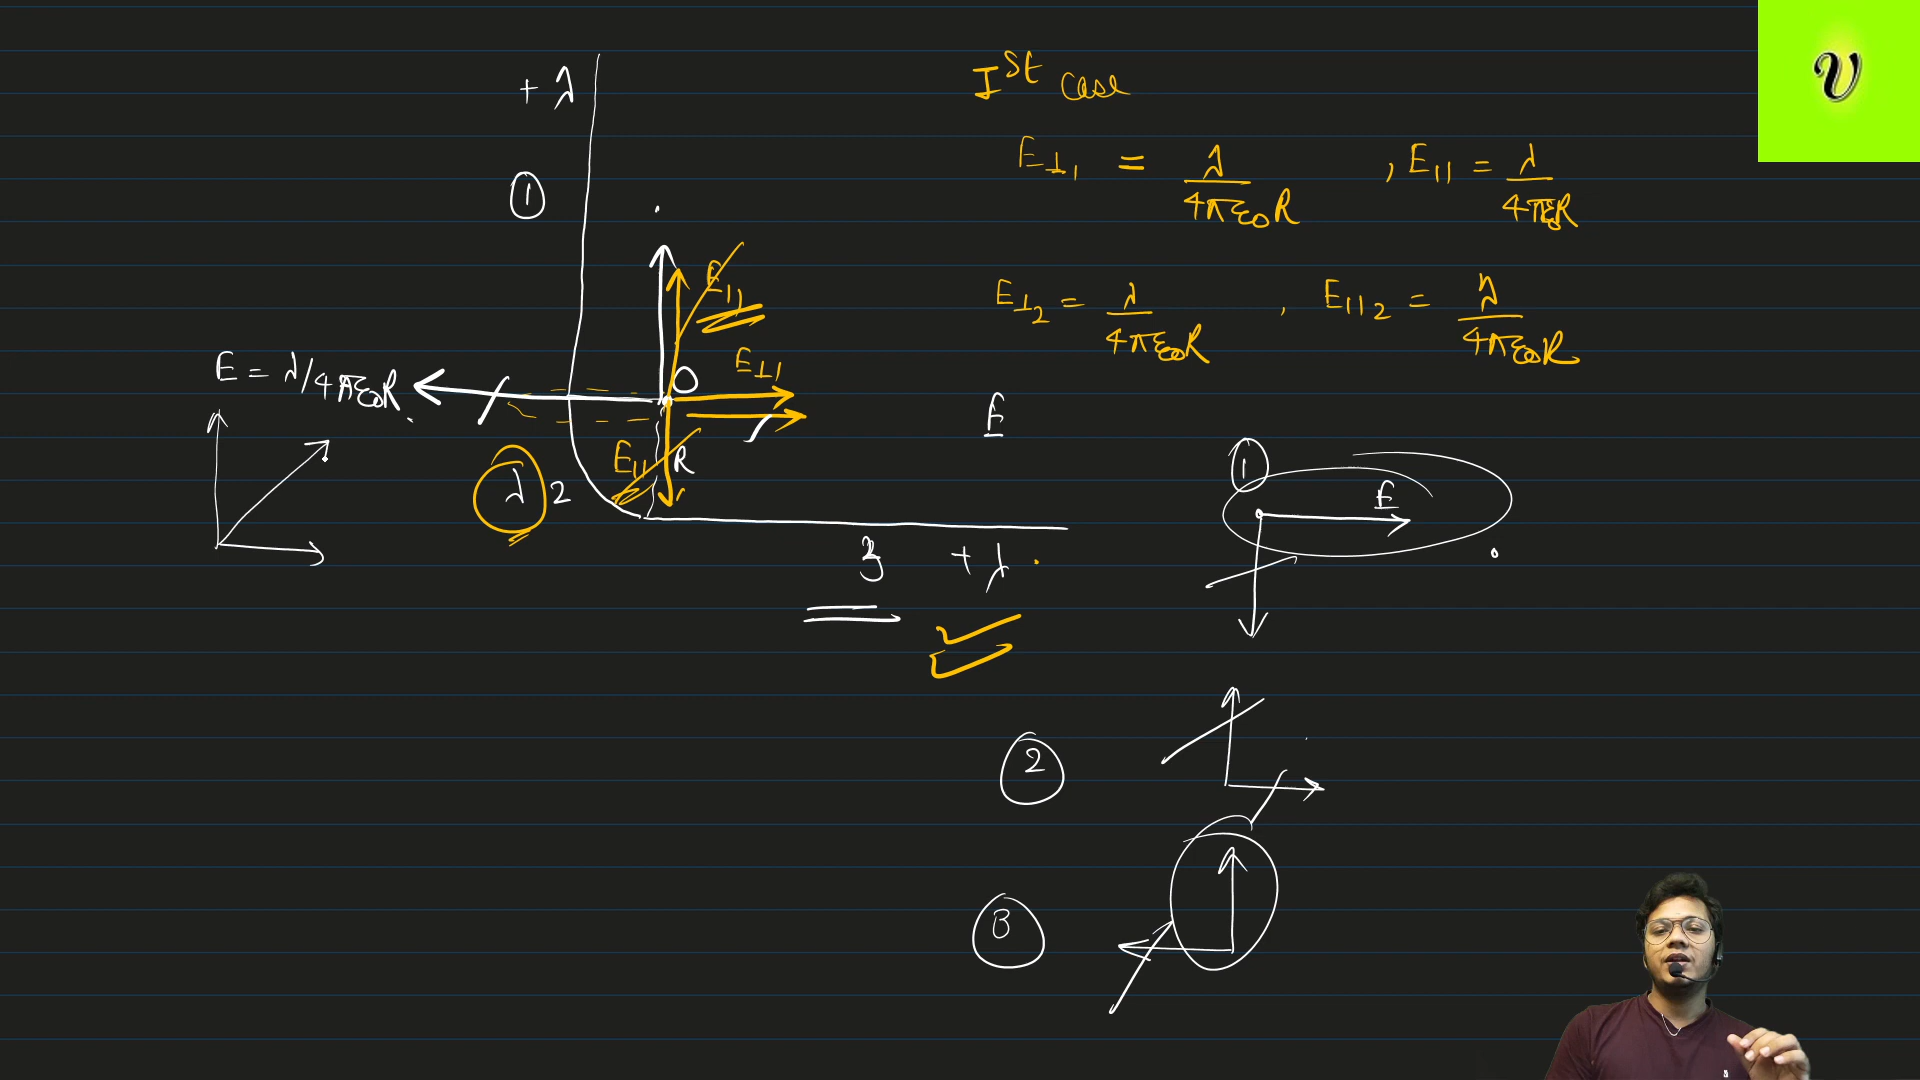 + λ
①
Iˢᵗ case
E⊥₁ = λ/4πε₀R , E|| = λ/4πε₀R
E⊥₂ = λ/4πε₀R , E||₂ = λ/4πε₀R
E||
E⊥1
O
E = λ/4πε₀R
E||
R
λ 2
E
3 + λ
①
E
②
③
υ